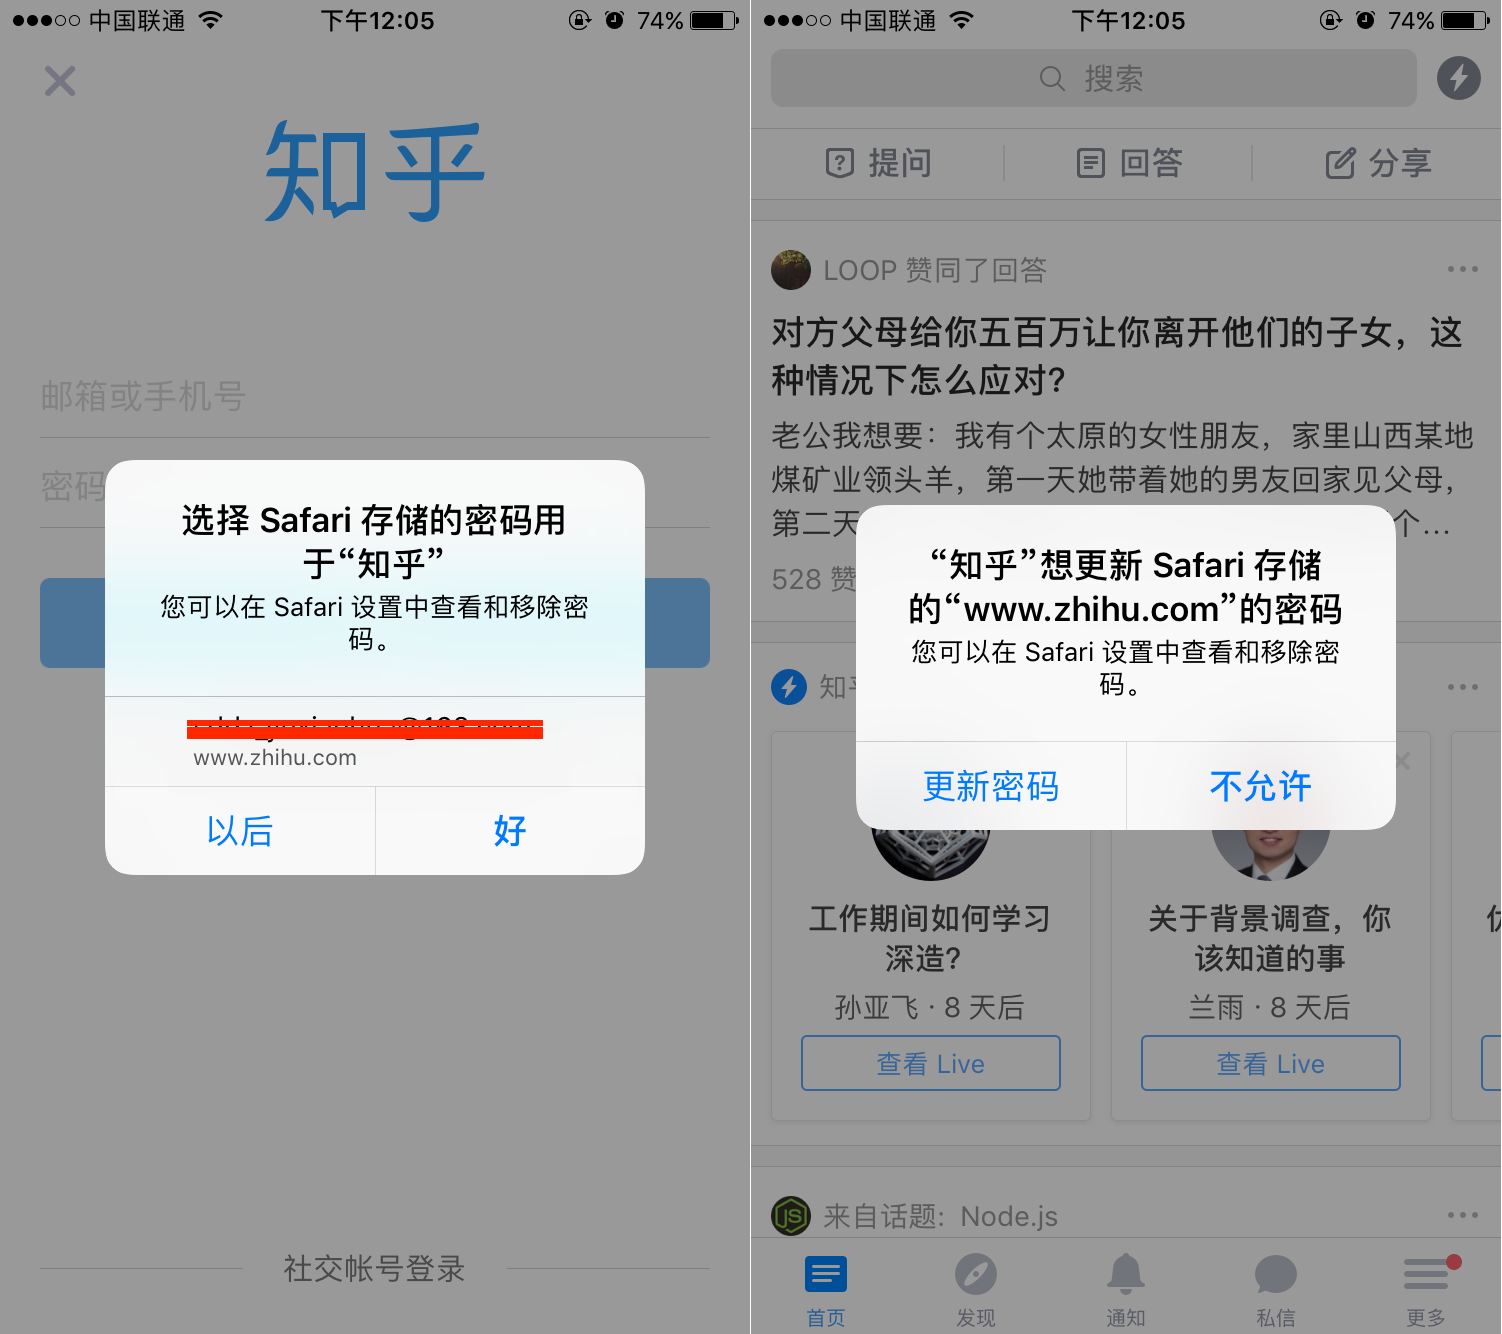 中国联通
下午12:05
74%
知乎
邮箱或手机号
密码
选择 Safari 存储的密码用
于“知乎”
您可以在 Safari 设置中查看和移除密
码。
www.zhihu.com
以后
好
社交帐号登录
中国联通
下午12:05
74%
搜索
提问
回答
分享
LOOP 赞同了回答
对方父母给你五百万让你离开他们的子女，这
种情况下怎么应对?
老公我想要：我有个太原的女性朋友，家里山西某地
煤矿业领头羊，第一天她带着她的男友回家见父母，
第二天
个...
528 赞
“知乎”想更新 Safari 存储
的“www.zhihu.com”的密码
您可以在 Safari 设置中查看和移除密
码。
更新密码
不允许
知乎
工作期间如何学习
深造?
孙亚飞 · 8 天后
查看 Live
关于背景调查，你
该知道的事
兰雨 · 8 天后
查看 Live
JS
来自话题：Node.js
首页
发现
通知
私信
更多